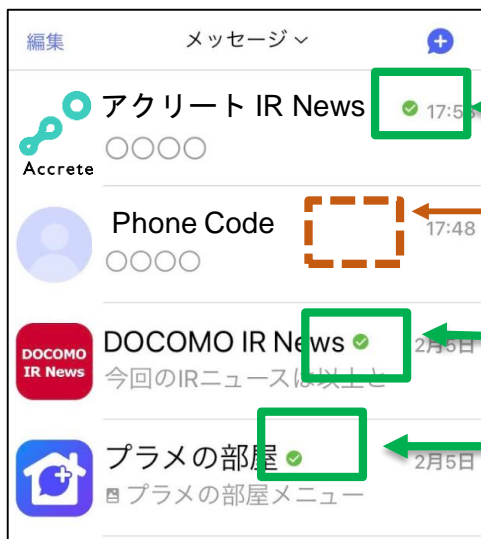 編集 メッセージ
アクリート IR News 17:53
○○○○
Accrete
Phone Code 17:48
○○○○
DOCOMO IR News 2月5日
DOCOMO
IR News
今回のIRニュースは以上と
プラメの部屋 2月5日
プラメの部屋メニュー